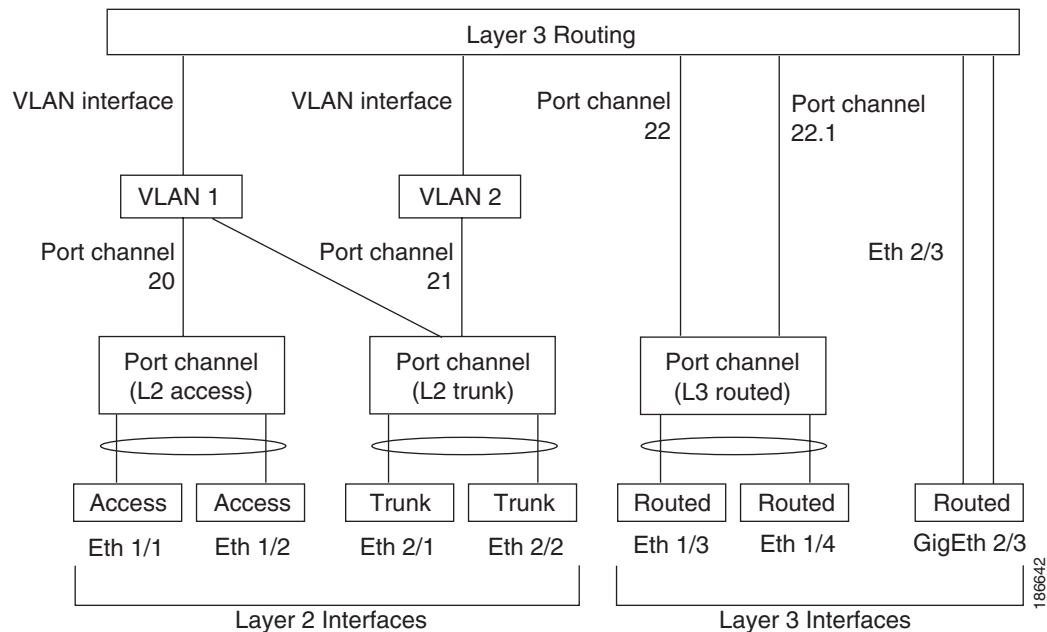 Layer 3 Routing
VLAN interface
VLAN interface
Port channel
22
Port channel
22.1
VLAN 1
VLAN 2
Port channel
20
Port channel
21
Eth 2/3
Port channel
(L2 access)
Port channel
(L2 trunk)
Port channel
(L3 routed)
Access
Access
Trunk
Trunk
Routed
Routed
Routed
Eth 1/1
Eth 1/2
Eth 2/1
Eth 2/2
Eth 1/3
Eth 1/4
GigEth 2/3
Layer 2 Interfaces
Layer 3 Interfaces
186642